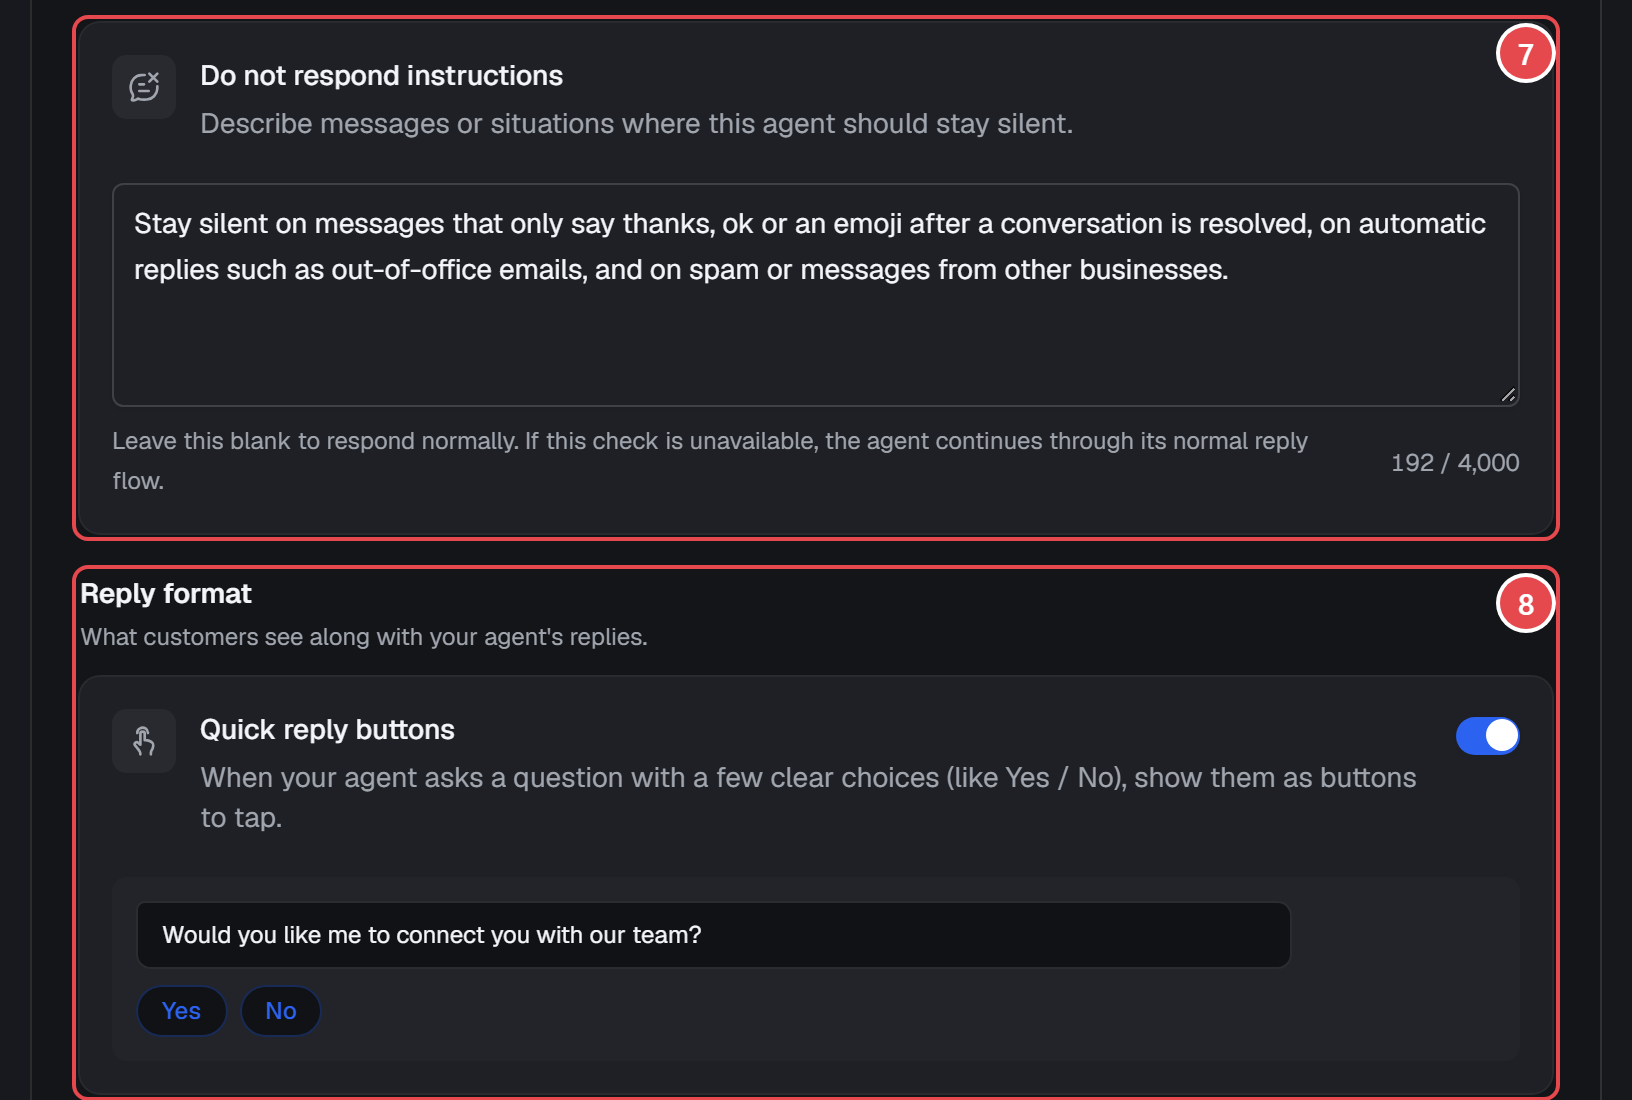 7
Do not respond instructions
Describe messages or situations where this agent should stay silent.
Stay silent on messages that only say thanks, ok or an emoji after a conversation is resolved, on automatic
replies such as out-of-office emails, and on spam or messages from other businesses.
Leave this blank to respond normally. If this check is unavailable, the agent continues through its normal reply
flow.
192 / 4,000
8
Reply format
What customers see along with your agent's replies.
Quick reply buttons
When your agent asks a question with a few clear choices (like Yes / No), show them as buttons
to tap.
Would you like me to connect you with our team?
Yes No